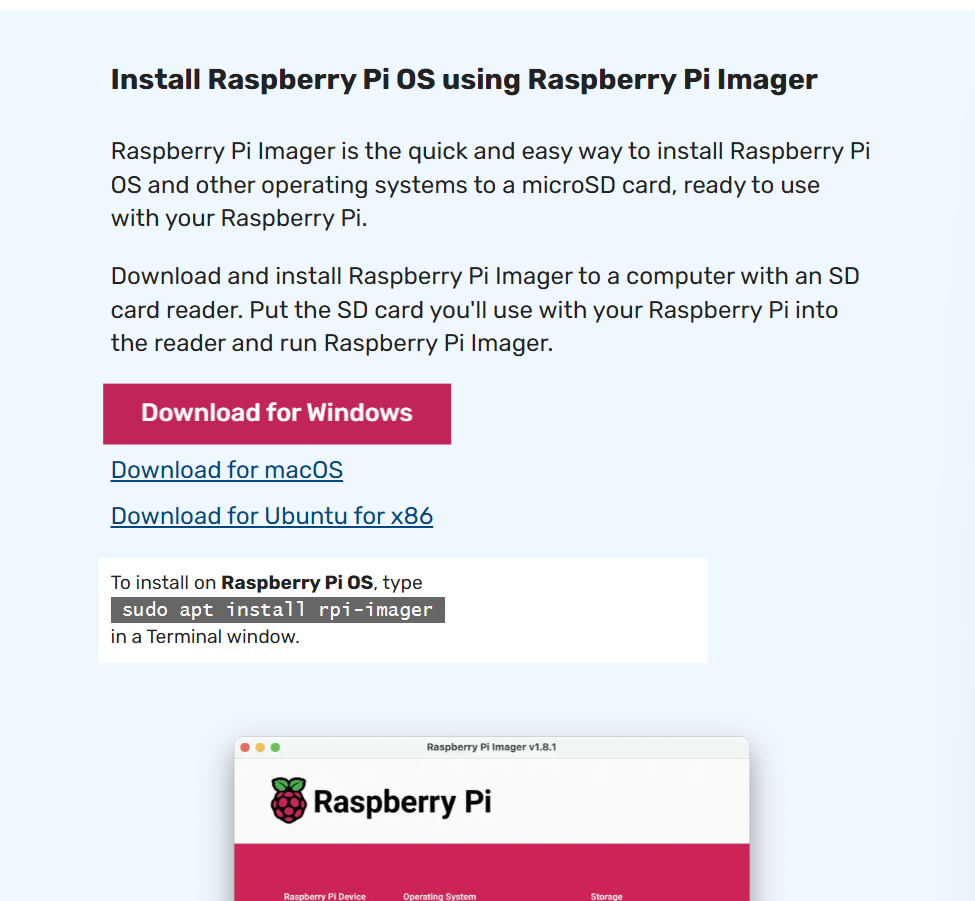 Install Raspberry Pi OS using Raspberry Pi Imager
Raspberry Pi Imager is the quick and easy way to install Raspberry Pi
OS and other operating systems to a microSD card, ready to use
with your Raspberry Pi.
Download and install Raspberry Pi Imager to a computer with an SD
card reader. Put the SD card you'll use with your Raspberry Pi into
the reader and run Raspberry Pi Imager.
Download for Windows
Download for macOS
Download for Ubuntu for x86
To install on Raspberry Pi OS, type
sudo apt install rpi-imager
in a Terminal window.
Raspberry Pi Imager v1.8.1
Raspberry Pi
Raspberry Pi Device Operating System Storage